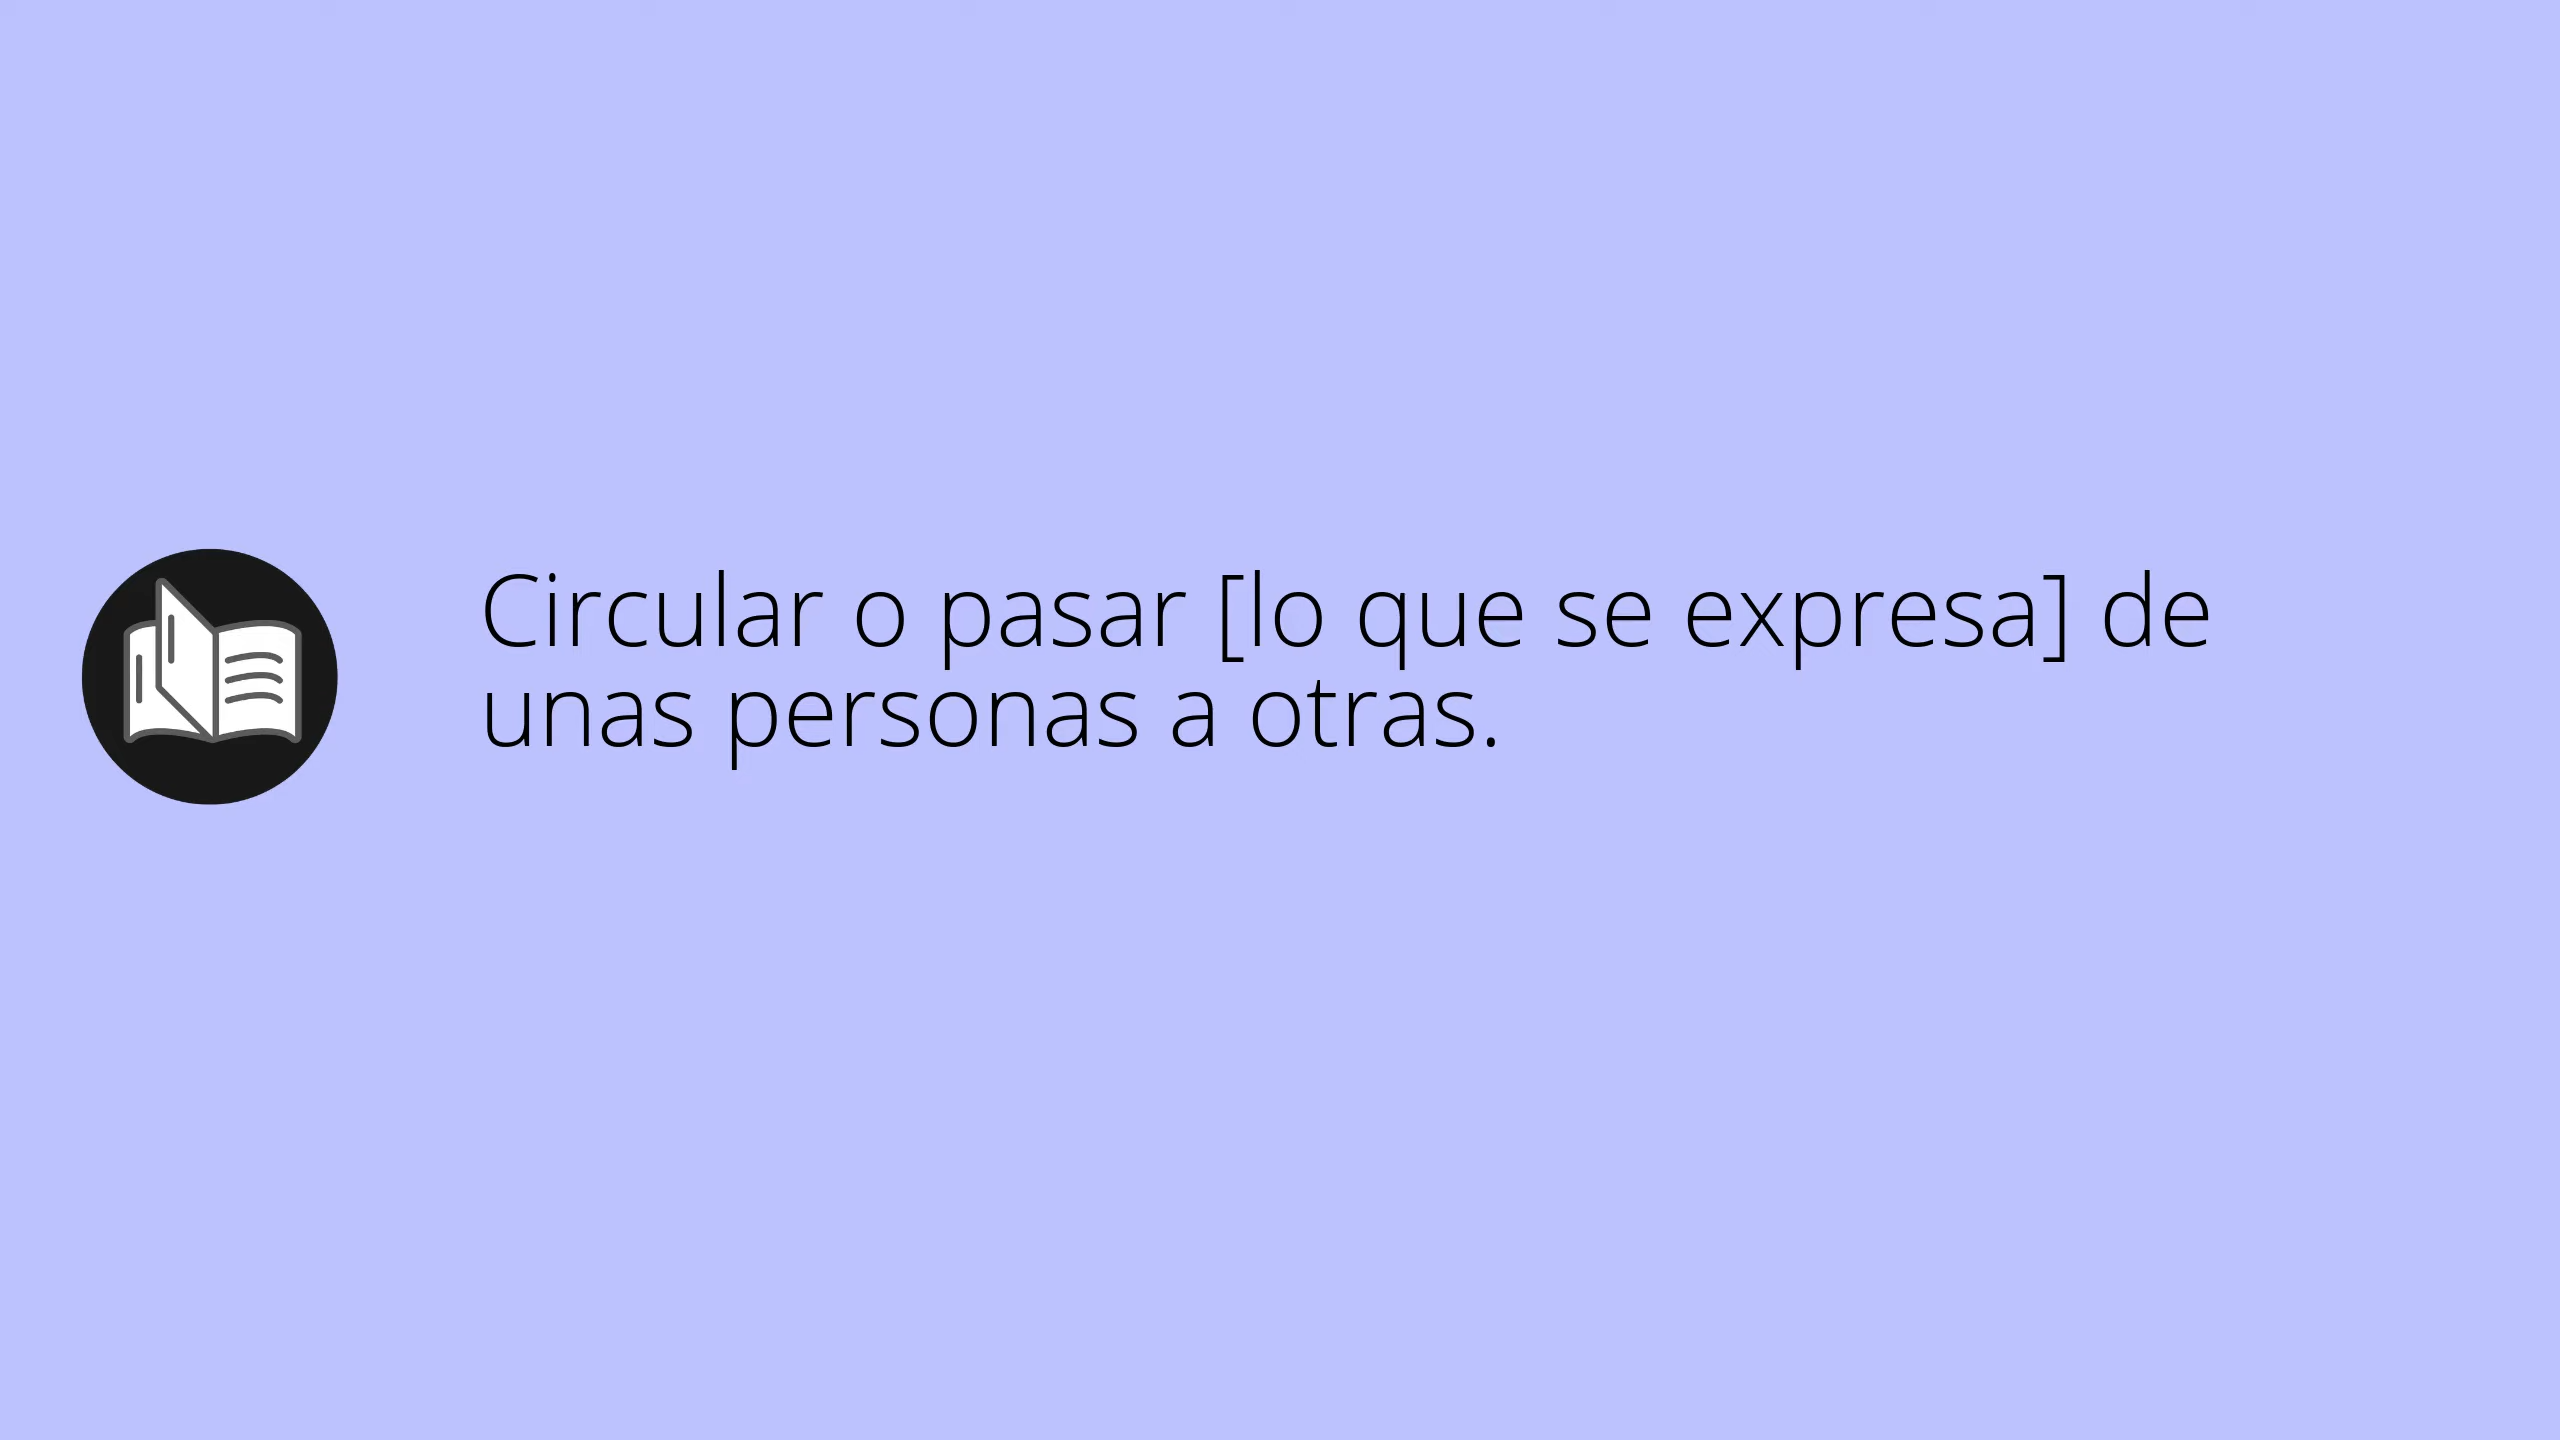 Circular o pasar [lo que se expresa] de
unas personas a otras.